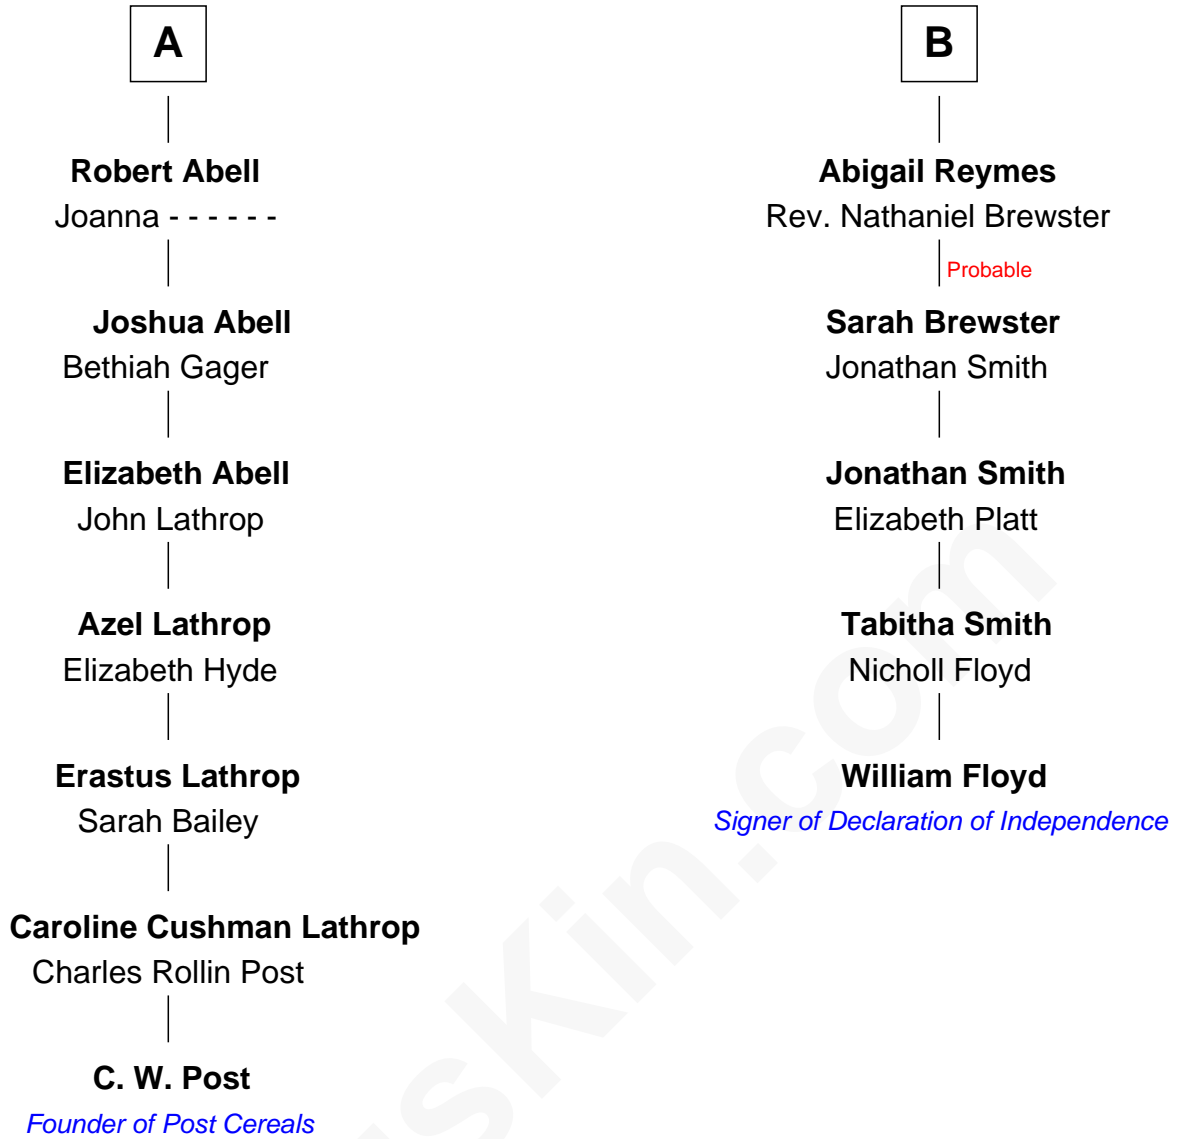 A
Robert Abell
Joanna - - - - - -
Joshua Abell
Bethiah Gager
Elizabeth Abell
John Lathrop
Azel Lathrop
Elizabeth Hyde
Erastus Lathrop
Sarah Bailey
Caroline Cushman Lathrop
Charles Rollin Post
C. W. Post
Founder of Post Cereals
B
Abigail Reymes
Rev. Nathaniel Brewster
Probable
Sarah Brewster
Jonathan Smith
Jonathan Smith
Elizabeth Platt
Tabitha Smith
Nicholl Floyd
William Floyd
Signer of Declaration of Independence